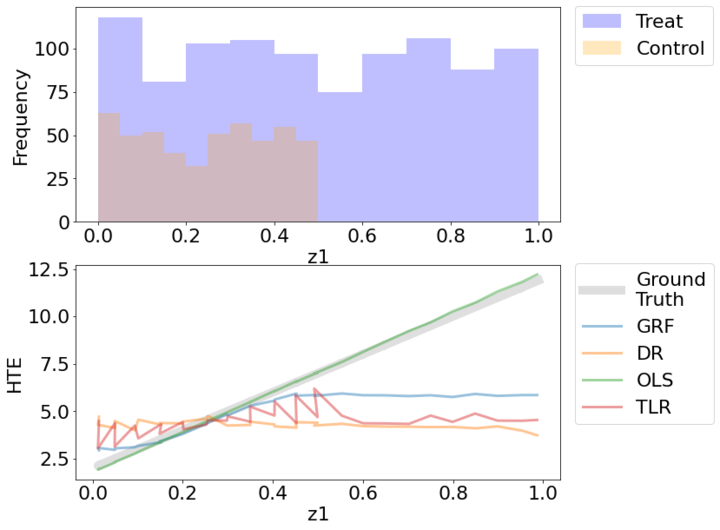 Frequency
100
75
50
25
0
0.0 0.2 0.4 0.6 0.8 1.0
z1
Treat
Control
HTE
12.5
10.0
7.5
5.0
2.5
0.0 0.2 0.4 0.6 0.8 1.0
z1
Ground
Truth
GRF
DR
OLS
TLR